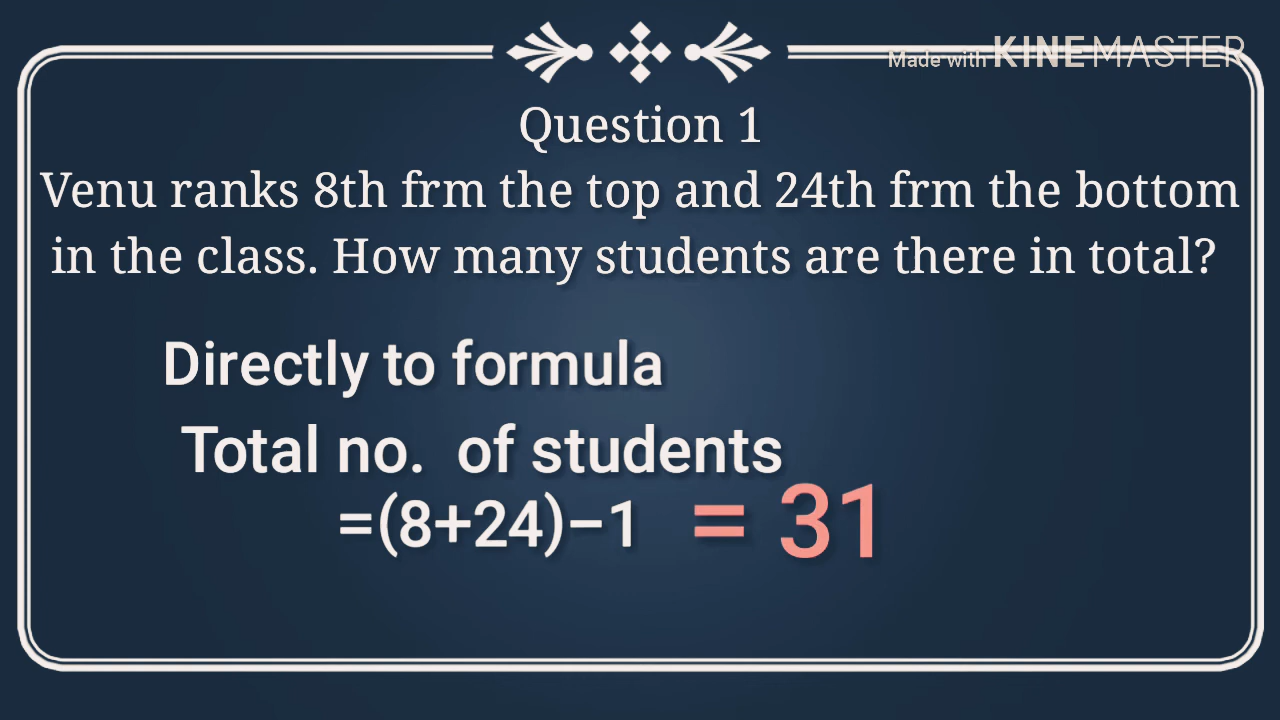 Made with KINEMASTER
Question 1
Venu ranks 8th frm the top and 24th frm the bottom
in the class. How many students are there in total?
Directly to formula
Total no. of students
=(8+24)−1 = 31